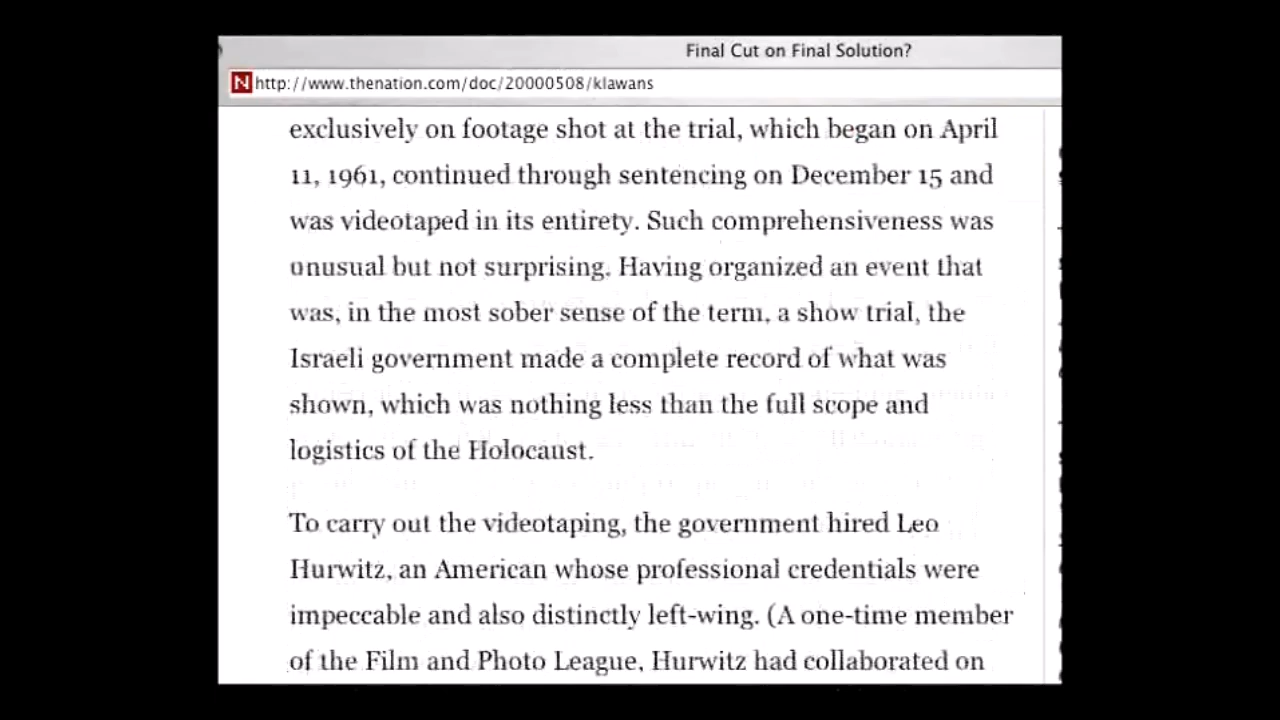 Final Cut on Final Solution?
N http://www.thenation.com/doc/20000508/klawans
exclusively on footage shot at the trial, which began on April
11, 1961, continued through sentencing on December 15 and
was videotaped in its entirety. Such comprehensiveness was
unusual but not surprising. Having organized an event that
was, in the most sober sense of the term, a show trial, the
Israeli government made a complete record of what was
shown, which was nothing less than the full scope and
logistics of the Holocaust.
To carry out the videotaping, the government hired Leo
Hurwitz, an American whose professional credentials were
impeccable and also distinctly left-wing. (A one-time member
of the Film and Photo League, Hurwitz had collaborated on